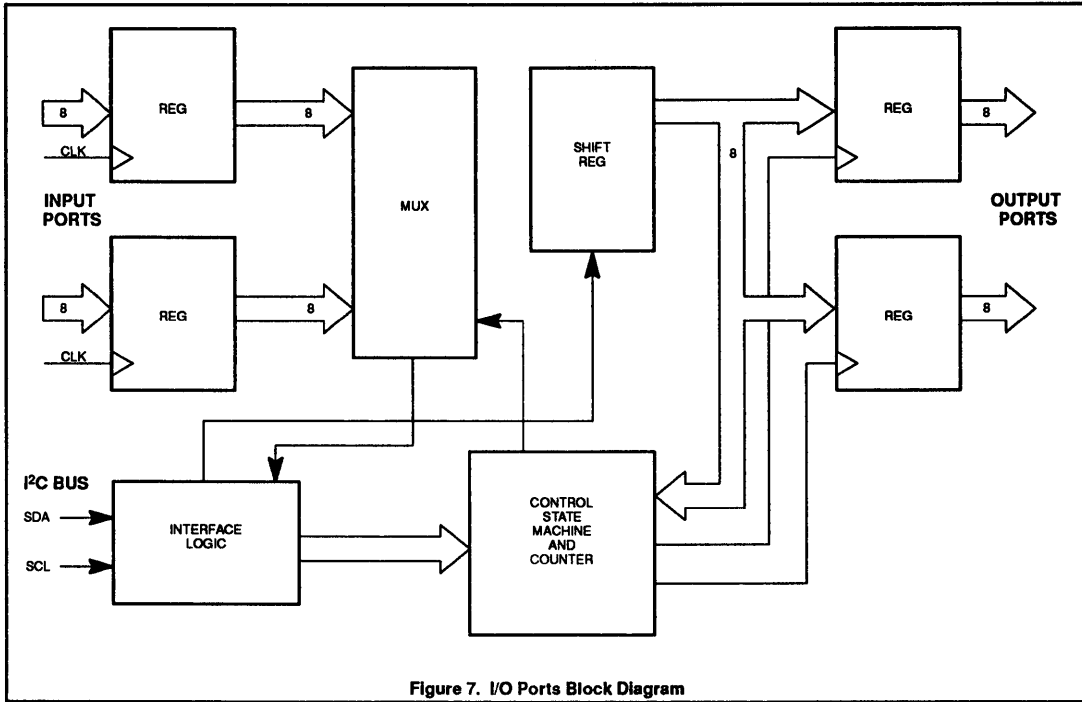 REG
8
CLK
8
INPUT
PORTS
REG
8
CLK
8
MUX
SHIFT
REG
8
REG
8
OUTPUT
PORTS
REG
8
I²C BUS
SDA
SCL
INTERFACE
LOGIC
CONTROL
STATE
MACHINE
AND
COUNTER
Figure 7. I/O Ports Block Diagram